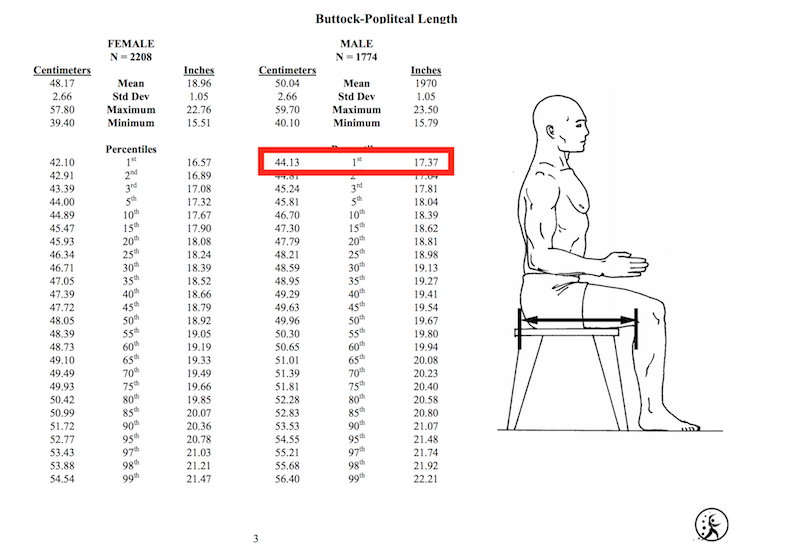 Buttock-Popliteal Length
FEMALE MALE
N = 2208 N = 1774
Centimeters Inches Centimeters Inches
48.17 Mean 18.96 50.04 Mean 1970
2.66 Std Dev 1.05 2.66 Std Dev 1.05
57.80 Maximum 22.76 59.70 Maximum 23.50
39.40 Minimum 15.51 40.10 Minimum 15.79
Percentiles
42.10 1st 16.57 44.13 1st 17.37
42.91 2nd 16.89 44.81 2 17.64
43.39 3rd 17.08 45.24 3rd 17.81
44.00 5th 17.32 45.81 5th 18.04
44.89 10th 17.67 46.70 10th 18.39
45.47 15th 17.90 47.30 15th 18.62
45.93 20th 18.08 47.79 20th 18.81
46.34 25th 18.24 48.21 25th 18.98
46.71 30th 18.39 48.59 30th 19.13
47.05 35th 18.52 48.95 35th 19.27
47.39 40th 18.66 49.29 40th 19.41
47.72 45th 18.79 49.63 45th 19.54
48.05 50th 18.92 49.96 50th 19.67
48.39 55th 19.05 50.30 55th 19.80
48.73 60th 19.19 50.65 60th 19.94
49.10 65th 19.33 51.01 65th 20.08
49.49 70th 19.49 51.39 70th 20.23
49.93 75th 19.66 51.81 75th 20.40
50.42 80th 19.85 52.28 80th 20.58
50.99 85th 20.07 52.83 85th 20.80
51.72 90th 20.36 53.53 90th 21.07
52.77 95th 20.78 54.55 95th 21.48
53.43 97th 21.03 55.21 97th 21.74
53.88 98th 21.21 55.68 98th 21.92
54.54 99th 21.47 56.40 99th 22.21
3